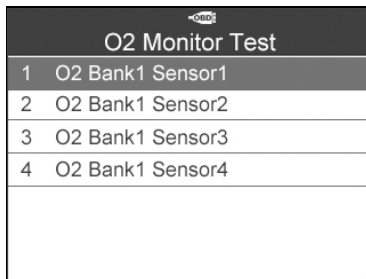 OBD
O2 Monitor Test
1 O2 Bank1 Sensor1
2 O2 Bank1 Sensor2
3 O2 Bank1 Sensor3
4 O2 Bank1 Sensor4